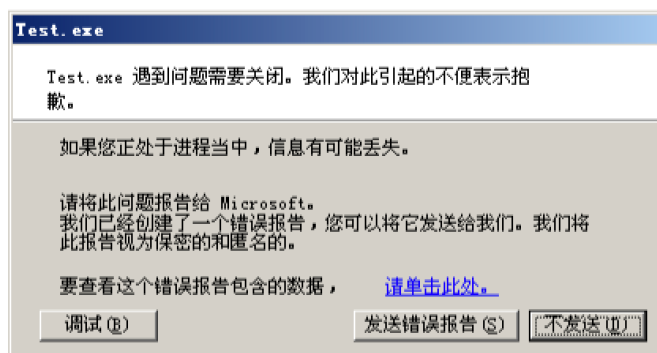 Test.exe
Test.exe 遇到问题需要关闭。我们对此引起的不便表示抱
歉。
如果您正处于进程当中，信息有可能丢失。
请将此问题报告给 Microsoft。
我们已经创建了一个错误报告，您可以将它发送给我们。我们将
此报告视为保密的和匿名的。
要查看这个错误报告包含的数据， 请单击此处。
调试(B) 发送错误报告(S) 不发送(D)